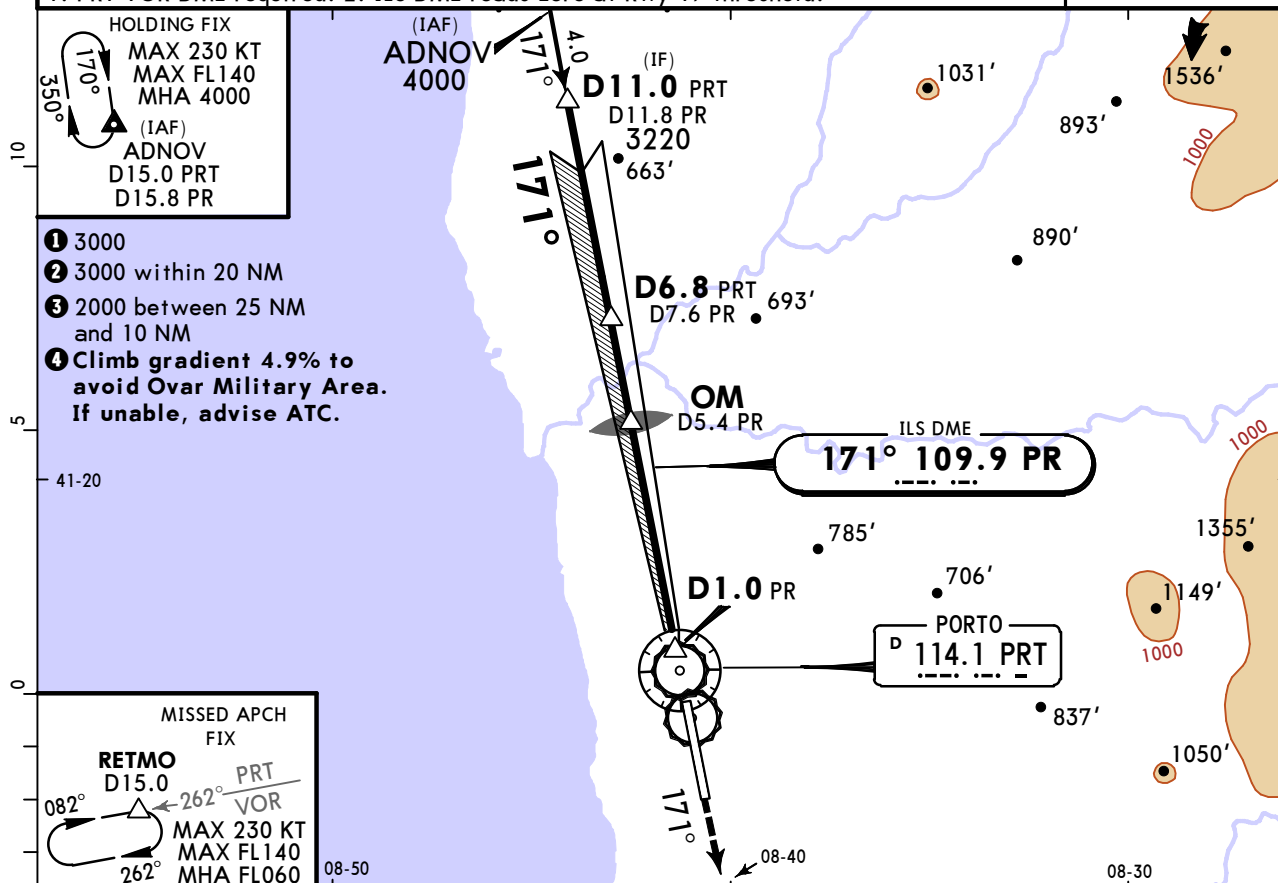 HOLDING FIX
MAX 230 KT
MAX FL140
MHA 4000
170°
350°
(IAF)
ADNOV
D15.0 PRT
D15.8 PR
(IAF)
ADNOV
4000
171°
4.0
(IF)
D11.0 PRT
D11.8 PR
3220
663'
1031'
893'
1536'
1000
10
171°
1 3000
2 3000 within 20 NM
3 2000 between 25 NM
and 10 NM
4 Climb gradient 4.9% to
avoid Ovar Military Area.
If unable, advise ATC.
890'
D6.8 PRT
D7.6 PR
693'
OM
D5.4 PR
5
ILS DME
171° 109.9 PR
1000
41-20
785'
1355'
706'
1149'
1000
D1.0 PR
PORTO
D 114.1 PRT
0
837'
1050'
MISSED APCH
FIX
RETMO
D15.0
262° PRT
VOR
082°
262°
MAX 230 KT
MAX FL140
MHA FL060
171°
08-50
08-40
08-30